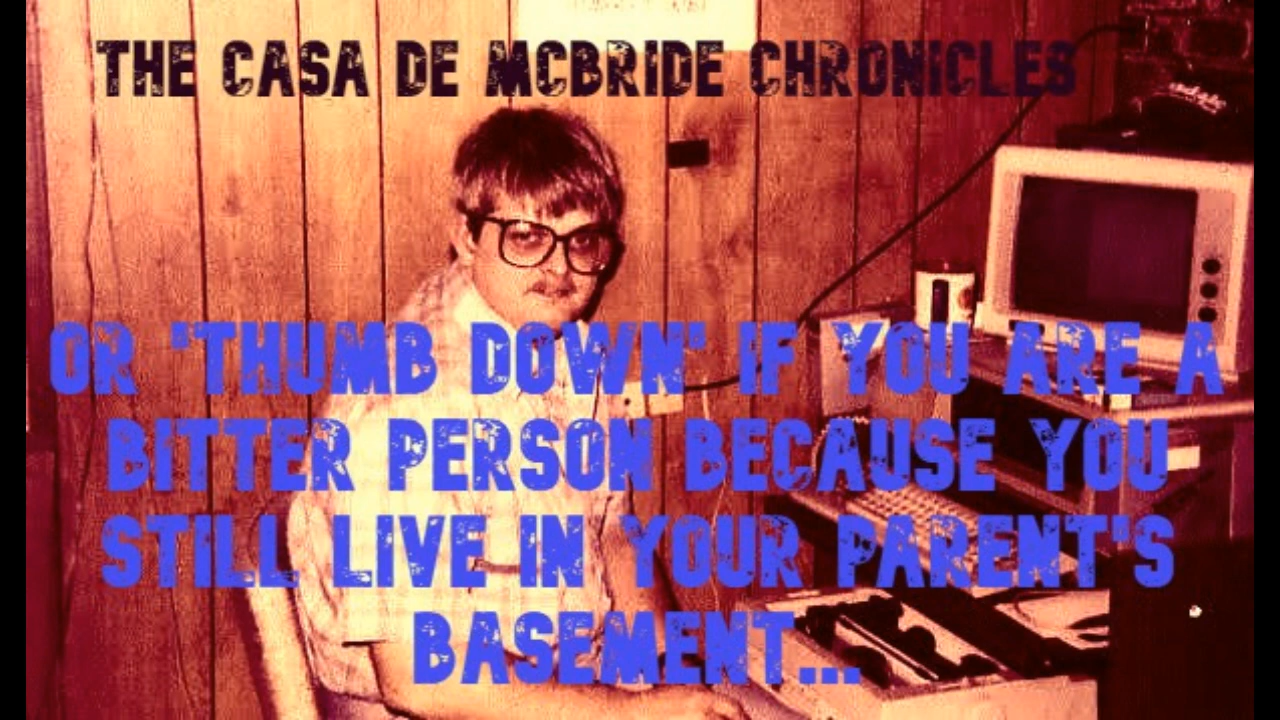 THE CASA DE MCBRIDE CHRONICLES
OR 'THUMB DOWN' IF YOU ARE A
BITTER PERSON BECAUSE YOU
STILL LIVE IN YOUR PARENT'S
BASEMENT...